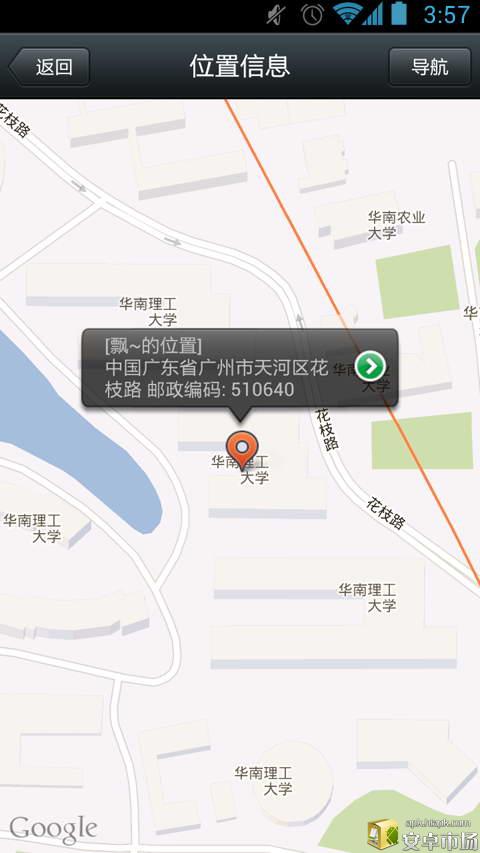 3:57
返回
位置信息
导航
花枝路
华南农业
大学
华南理工
大学
华
[飘~的位置]
中国广东省广州市天河区花
枝路 邮政编码: 510640
华南农业
大学
花枝路
华南理工
大学
花枝路
华南理工
大学
华南理工
大学
华南理工
大学
Google
apk.hiapk.com
安卓市场